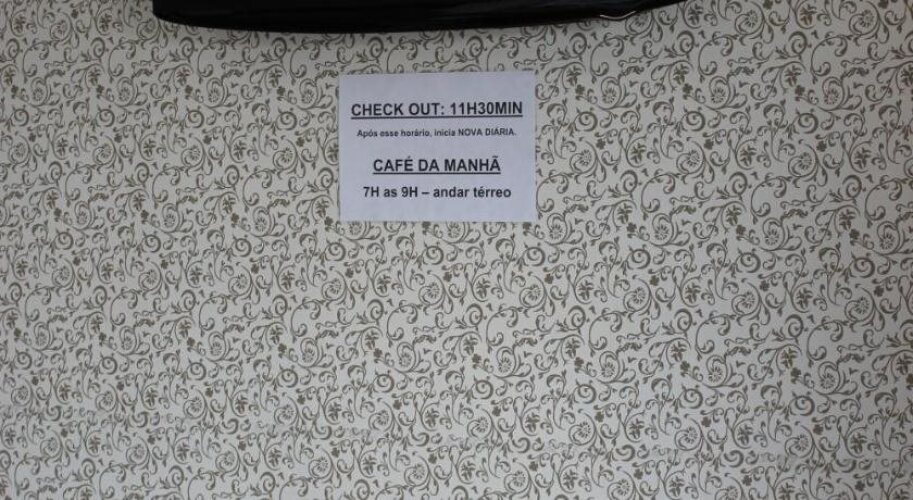 CHECK OUT: 11H30MIN
Após esse horário, inicia NOVA DIÁRIA.
CAFÉ DA MANHÃ
7H as 9H – andar térreo